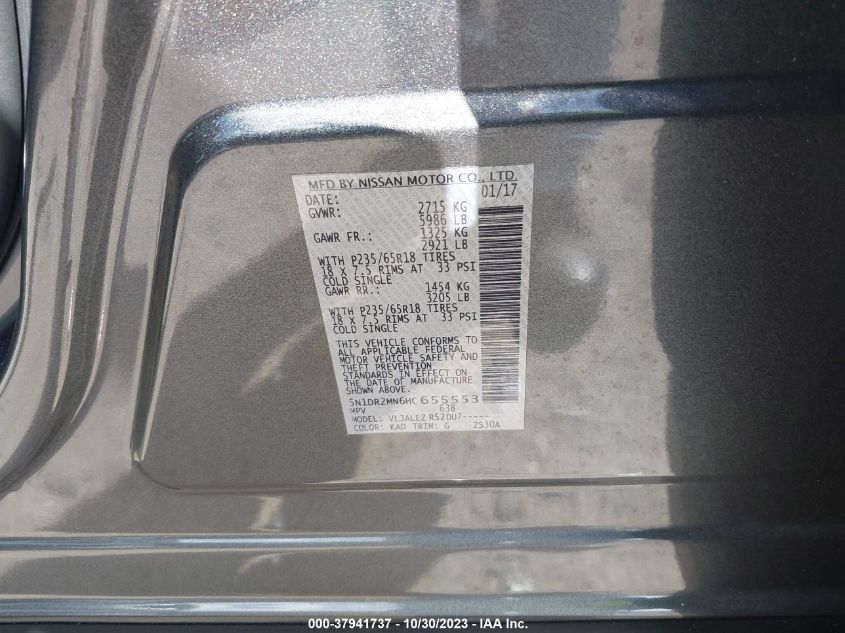 MFD BY NISSAN MOTOR CO., LTD.
DATE: 01/17
GVWR: 2715 KG
5986 LB
GAWR FR.: 1325 KG
2921 LB
WITH P235/65R18 TIRES
18 X 7.5 RIMS AT 33 PSI
COLD SINGLE
GAWR RR.: 1454 KG
3205 LB
WITH P235/65R18 TIRES
18 X 7.5 RIMS AT 33 PSI
COLD SINGLE
THIS VEHICLE CONFORMS TO
ALL APPLICABLE FEDERAL
MOTOR VEHICLE SAFETY AND
THEFT PREVENTION
STANDARDS IN EFFECT ON
THE DATE OF MANUFACTURE
SHOWN ABOVE.
5N1DR2MN6HC655553
MPV 638
MODEL: VLJALEZ R52DU7-----
COLOR: KAD TRIM: G ZS30A
000-37941737 - 10/30/2023 - IAA Inc.